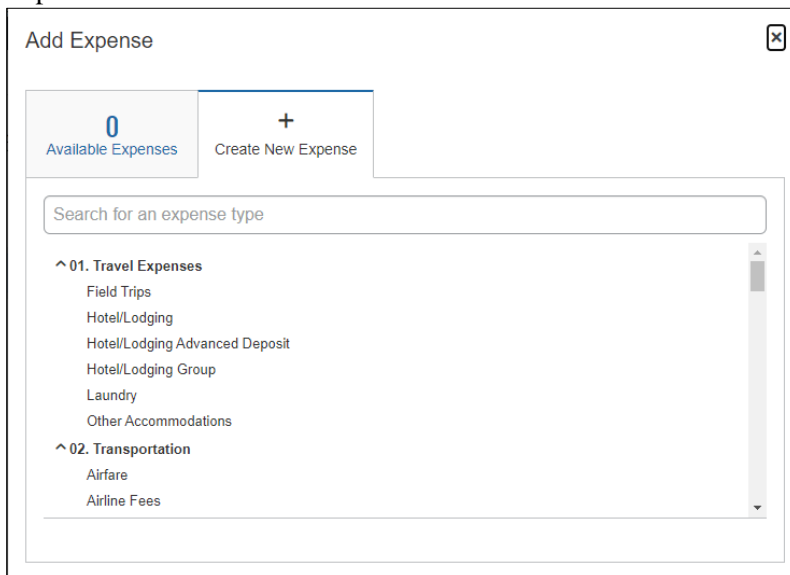 Add Expense
0
Available Expenses
+
Create New Expense
Search for an expense type
01. Travel Expenses
Field Trips
Hotel/Lodging
Hotel/Lodging Advanced Deposit
Hotel/Lodging Group
Laundry
Other Accommodations
02. Transportation
Airfare
Airline Fees